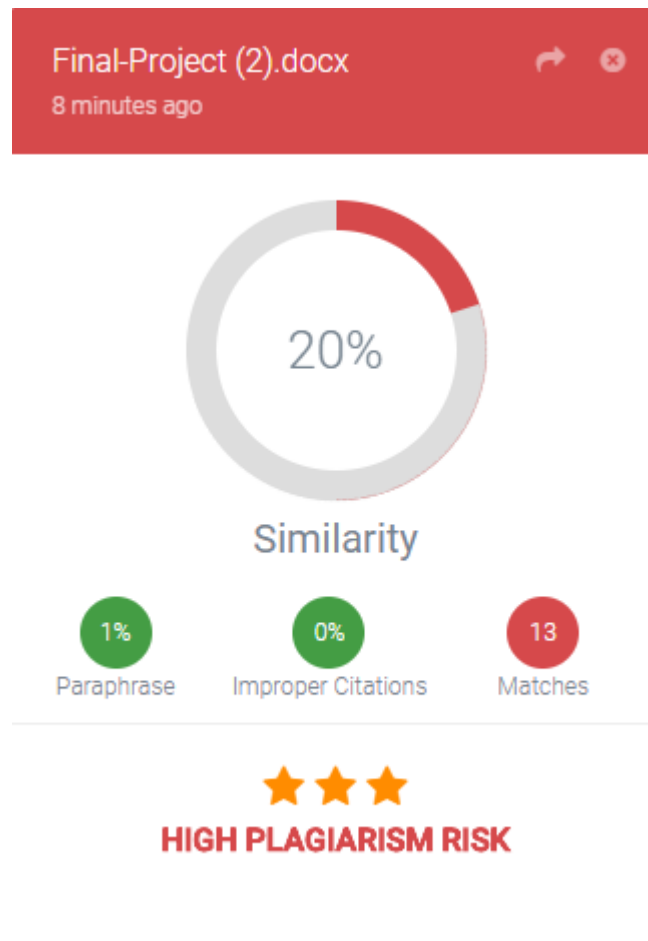 Final-Project (2).docx
8 minutes ago
20%
Similarity
1%
Paraphrase
0%
Improper Citations
13
Matches
HIGH PLAGIARISM RISK